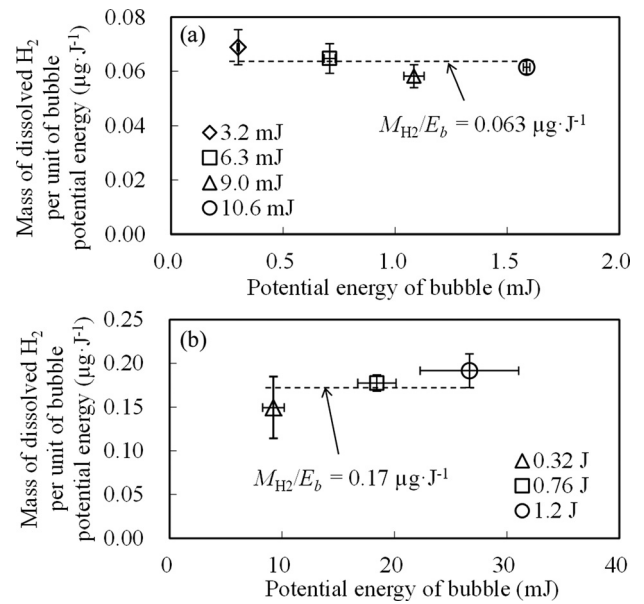 Mass of dissolved H2
per unit of bubble
potential energy (μg·J-1)
0.08
0.06
0.04
0.02
0.00
(a)
MH2/Eb = 0.063 μg·J-1
3.2 mJ
6.3 mJ
9.0 mJ
10.6 mJ
0.0 0.5 1.0 1.5 2.0
Potential energy of bubble (mJ)
Mass of dissolved H2
per unit of bubble
potential energy (μg·J-1)
0.25
0.20
0.15
0.10
0.05
0.00
(b)
MH2/Eb = 0.17 μg·J-1
0.32 J
0.76 J
1.2 J
0 10 20 30 40
Potential energy of bubble (mJ)